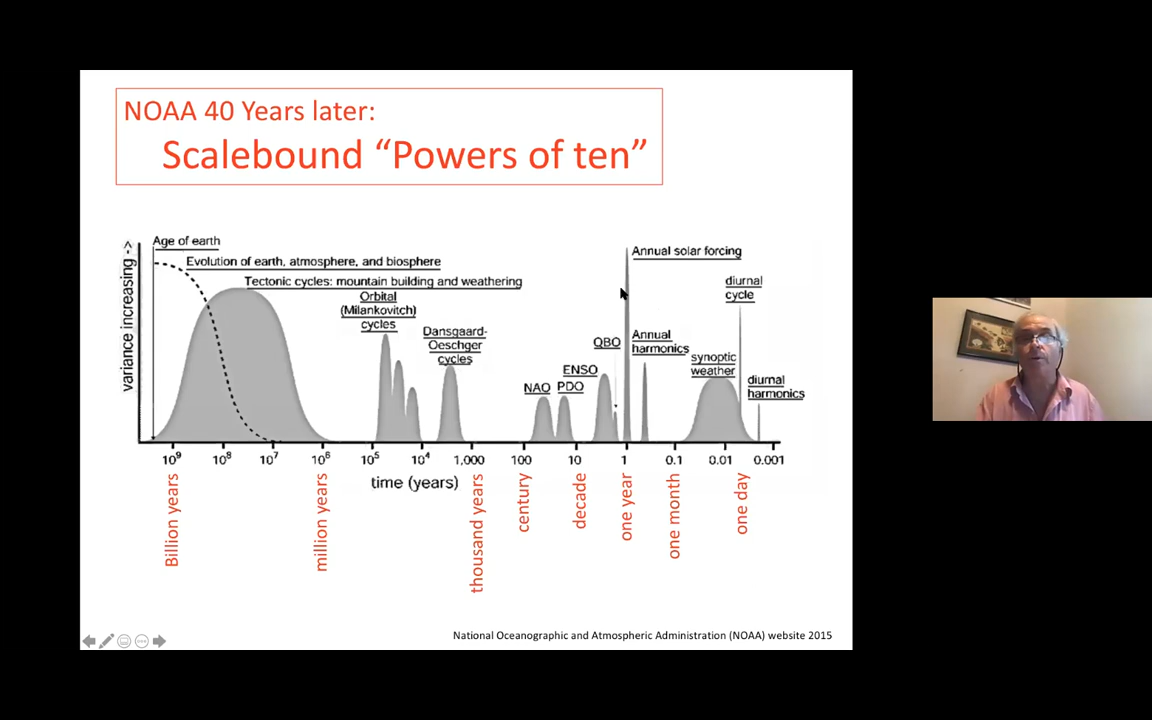 NOAA 40 Years later:
Scalebound “Powers of ten”
variance increasing ->
Age of earth
Evolution of earth, atmosphere, and biosphere
Tectonic cycles: mountain building and weathering
Orbital
(Milankovitch)
cycles
Dansgaard-
Oeschger
cycles
NAO
PDO
ENSO
QBO
Annual solar forcing
Annual
harmonics
synoptic
weather
diurnal
cycle
diurnal
harmonics
10⁹ 10⁸ 10⁷ 10⁶ 10⁵ 10⁴ 1,000 100 10 1 0.1 0.01 0.001
time (years)
Billion years
million years
thousand years
century
decade
one year
one month
one day
National Oceanographic and Atmospheric Administration (NOAA) website 2015